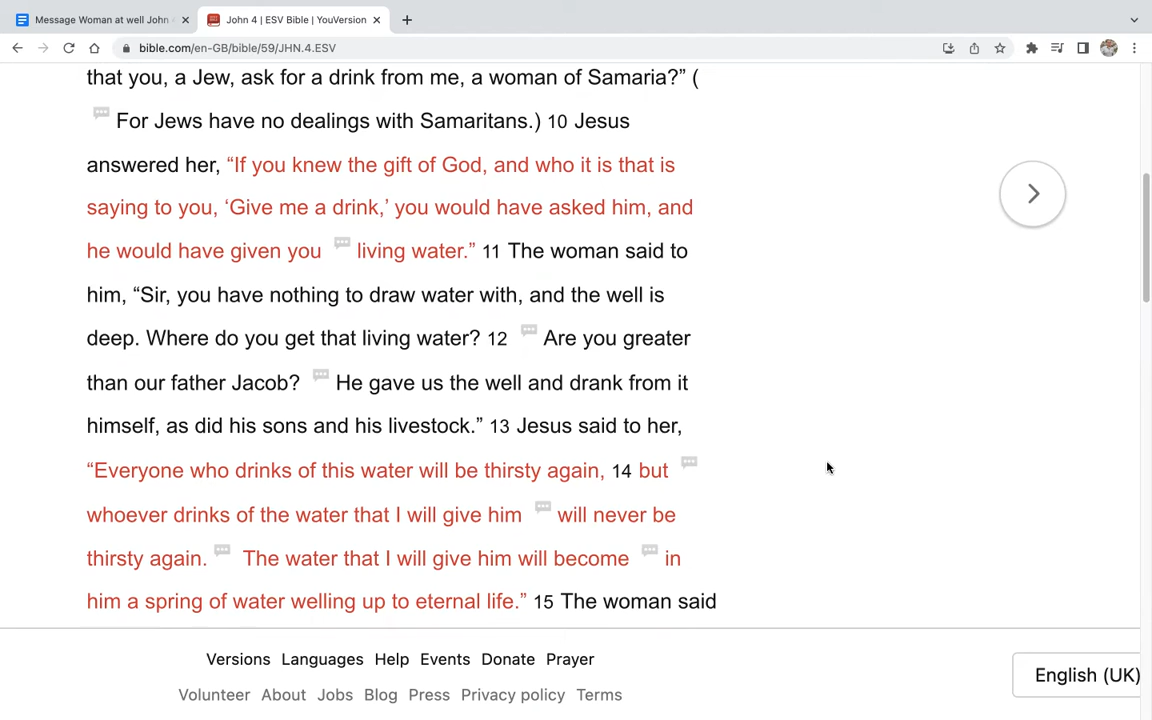 Message Woman at well John
John 4 | ESV Bible | YouVersion
bible.com/en-GB/bible/59/JHN.4.ESV
that you, a Jew, ask for a drink from me, a woman of Samaria?” (
For Jews have no dealings with Samaritans.) 10 Jesus
answered her, “If you knew the gift of God, and who it is that is
saying to you, ‘Give me a drink,’ you would have asked him, and
he would have given you living water.” 11 The woman said to
him, “Sir, you have nothing to draw water with, and the well is
deep. Where do you get that living water? 12 Are you greater
than our father Jacob? He gave us the well and drank from it
himself, as did his sons and his livestock.” 13 Jesus said to her,
“Everyone who drinks of this water will be thirsty again, 14 but
whoever drinks of the water that I will give him will never be
thirsty again. The water that I will give him will become in
him a spring of water welling up to eternal life.” 15 The woman said
Versions Languages Help Events Donate Prayer
Volunteer About Jobs Blog Press Privacy policy Terms
English (UK)